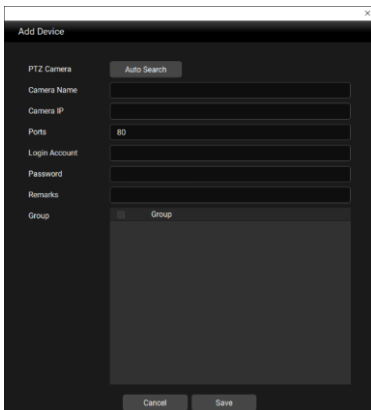 Add Device
PTZ Camera Auto Search
Camera Name
Camera IP
Ports 80
Login Account
Password
Remarks
Group Group
Cancel Save